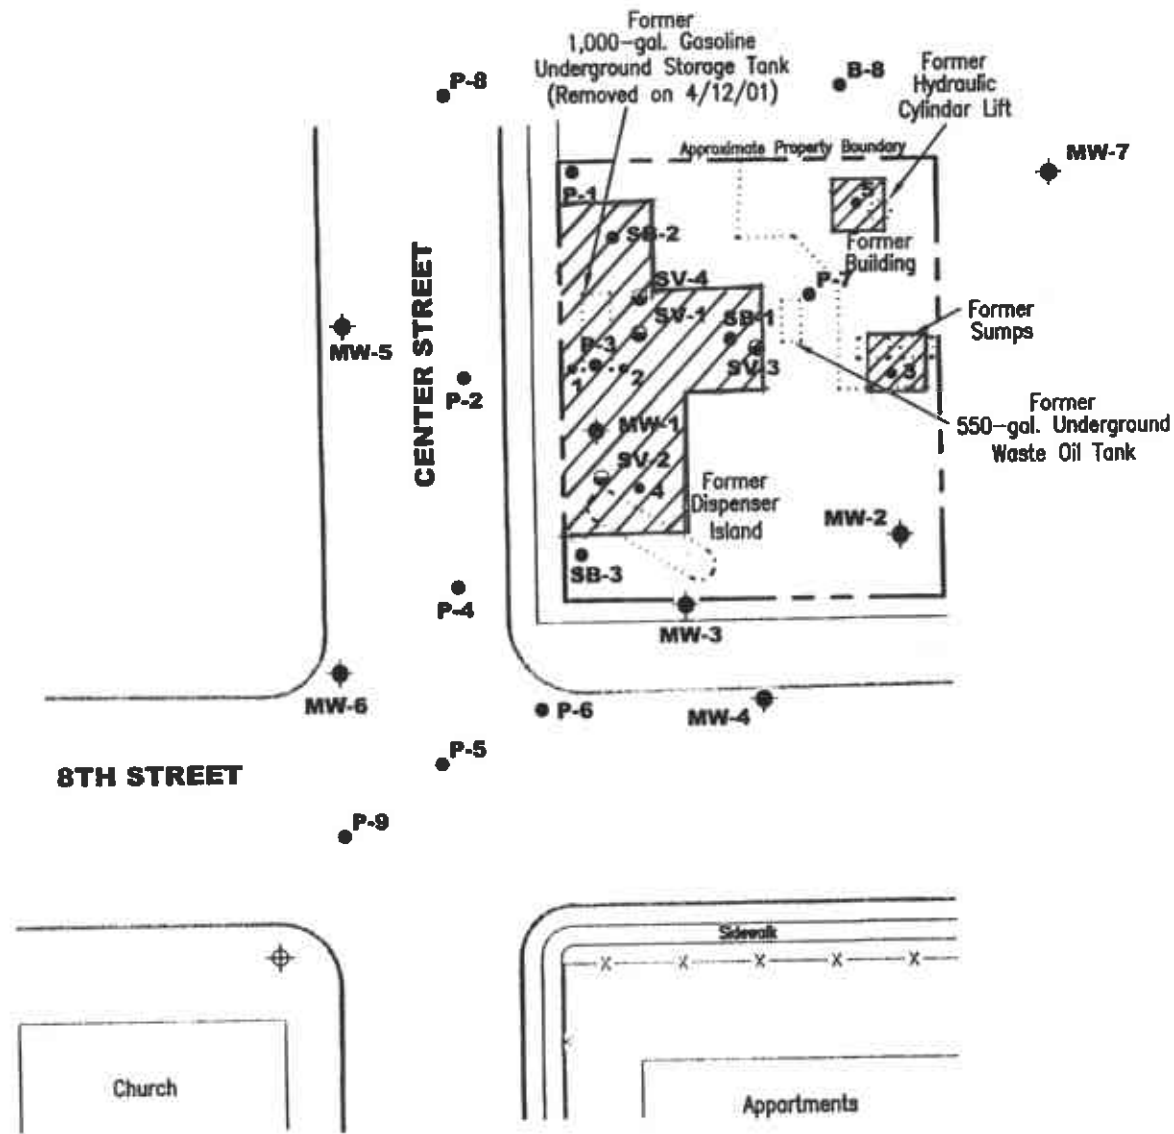 Former
1,000-gal. Gasoline
Underground Storage Tank
(Removed on 4/12/01)
P-8
B-8
Former
Hydraulic
Cylindar Lift
MW-7
Approximate Property Boundary
P-1
5
SB-2
Former
Building
SV-4
P-7
SV-1
SB-1
Former
Sumps
MW-5
CENTER STREET
P-3
SV-3
1
2
3
P-2
Former
550-gal. Underground
Waste Oil Tank
MW-1
SV-2
4
Former
Dispenser
Island
MW-2
SB-3
P-4
MW-3
MW-6
P-6
MW-4
P-5
8TH STREET
P-9
Sidewalk
X X X X X
X
Church
Appartments